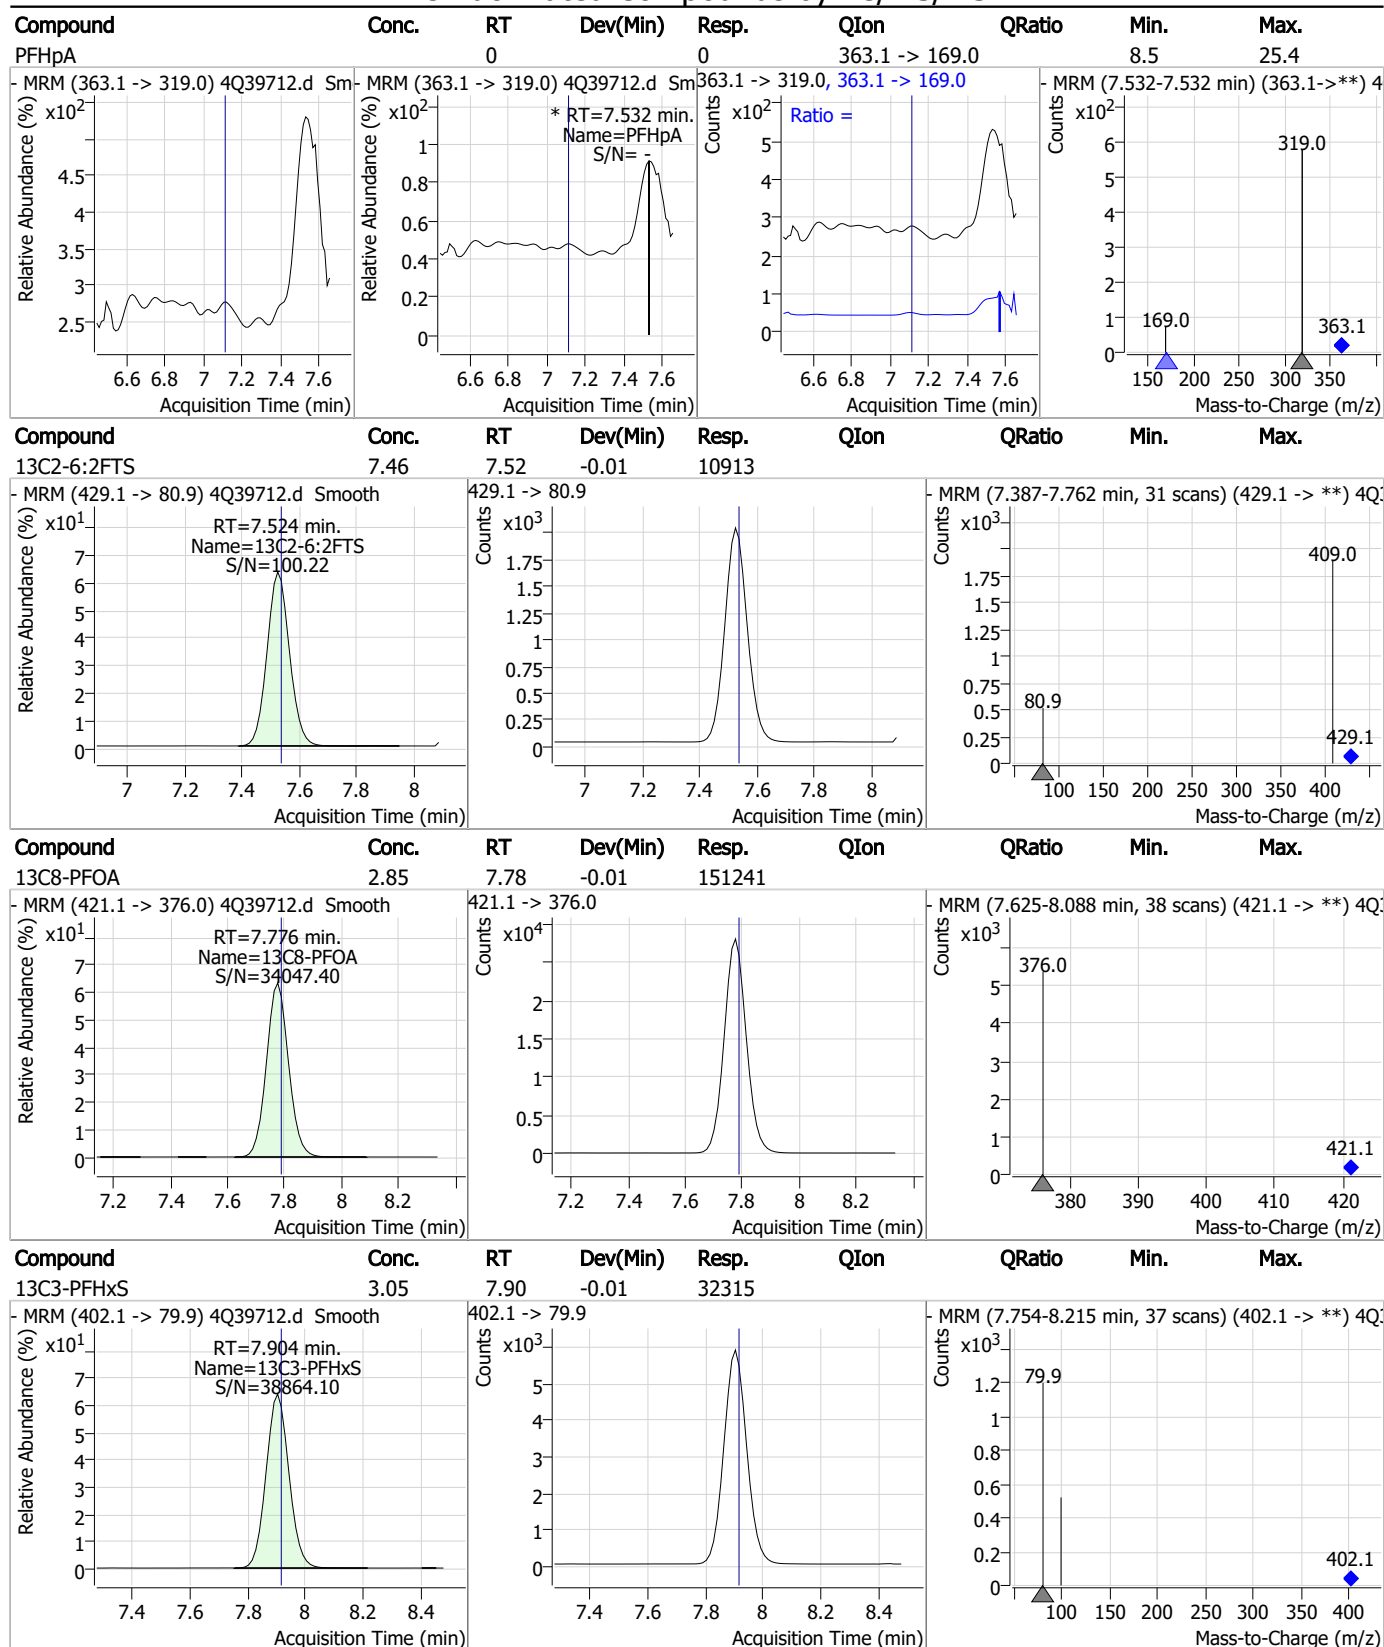 Compound Conc. RT Dev(Min) Resp. QIon QRatio Min. Max.
PFHpA 0 0 363.1 -> 169.0 8.5 25.4
- MRM (363.1 -> 319.0) 4Q39712.d Sm - MRM (363.1 -> 319.0) 4Q39712.d Sm 363.1 -> 319.0, 363.1 -> 169.0 - MRM (7.532-7.532 min) (363.1->**) 4
Relative Abundance (%)
x10²
4.5
4
3.5
3
2.5
6.6 6.8 7 7.2 7.4 7.6
Acquisition Time (min)
Relative Abundance (%)
x10²
* RT=7.532 min.
Name=PFHpA
S/N= -
1
0.8
0.6
0.4
0.2
0
6.6 6.8 7 7.2 7.4 7.6
Acquisition Time (min)
Counts
x10²
Ratio =
5
4
3
2
1
0
6.6 6.8 7 7.2 7.4 7.6
Acquisition Time (min)
Counts
x10²
6
5
4
3
2
1
0
319.0
169.0
363.1
150 200 250 300 350
Mass-to-Charge (m/z)
Compound Conc. RT Dev(Min) Resp. QIon QRatio Min. Max.
13C2-6:2FTS 7.46 7.52 -0.01 10913
- MRM (429.1 -> 80.9) 4Q39712.d Smooth 429.1 -> 80.9 - MRM (7.387-7.762 min, 31 scans) (429.1 -> **) 4Q
Relative Abundance (%)
x10¹
RT=7.524 min.
Name=13C2-6:2FTS
S/N=100.22
7
6
5
4
3
2
1
0
7 7.2 7.4 7.6 7.8 8
Acquisition Time (min)
Counts
x10³
1.75
1.5
1.25
1
0.75
0.5
0.25
0
7 7.2 7.4 7.6 7.8 8
Acquisition Time (min)
Counts
x10³
1.75
1.5
1.25
1
0.75
0.5
0.25
0
409.0
80.9
429.1
100 150 200 250 300 350 400
Mass-to-Charge (m/z)
Compound Conc. RT Dev(Min) Resp. QIon QRatio Min. Max.
13C8-PFOA 2.85 7.78 -0.01 151241
- MRM (421.1 -> 376.0) 4Q39712.d Smooth 421.1 -> 376.0 - MRM (7.625-8.088 min, 38 scans) (421.1 -> **) 4Q
Relative Abundance (%)
x10¹
RT=7.776 min.
Name=13C8-PFOA
S/N=34047.40
7
6
5
4
3
2
1
0
7.2 7.4 7.6 7.8 8 8.2
Acquisition Time (min)
Counts
x10⁴
2
1.5
1
0.5
0
7.2 7.4 7.6 7.8 8 8.2
Acquisition Time (min)
Counts
x10³
5
4
3
2
1
0
376.0
421.1
380 390 400 410 420
Mass-to-Charge (m/z)
Compound Conc. RT Dev(Min) Resp. QIon QRatio Min. Max.
13C3-PFHxS 3.05 7.90 -0.01 32315
- MRM (402.1 -> 79.9) 4Q39712.d Smooth 402.1 -> 79.9 - MRM (7.754-8.215 min, 37 scans) (402.1 -> **) 4Q
Relative Abundance (%)
x10¹
RT=7.904 min.
Name=13C3-PFHxS
S/N=38864.10
7
6
5
4
3
2
1
0
7.4 7.6 7.8 8 8.2 8.4
Acquisition Time (min)
Counts
x10³
5
4
3
2
1
0
7.4 7.6 7.8 8 8.2 8.4
Acquisition Time (min)
Counts
x10³
1.2
1
0.8
0.6
0.4
0.2
0
79.9
402.1
100 150 200 250 300 350 400
Mass-to-Charge (m/z)